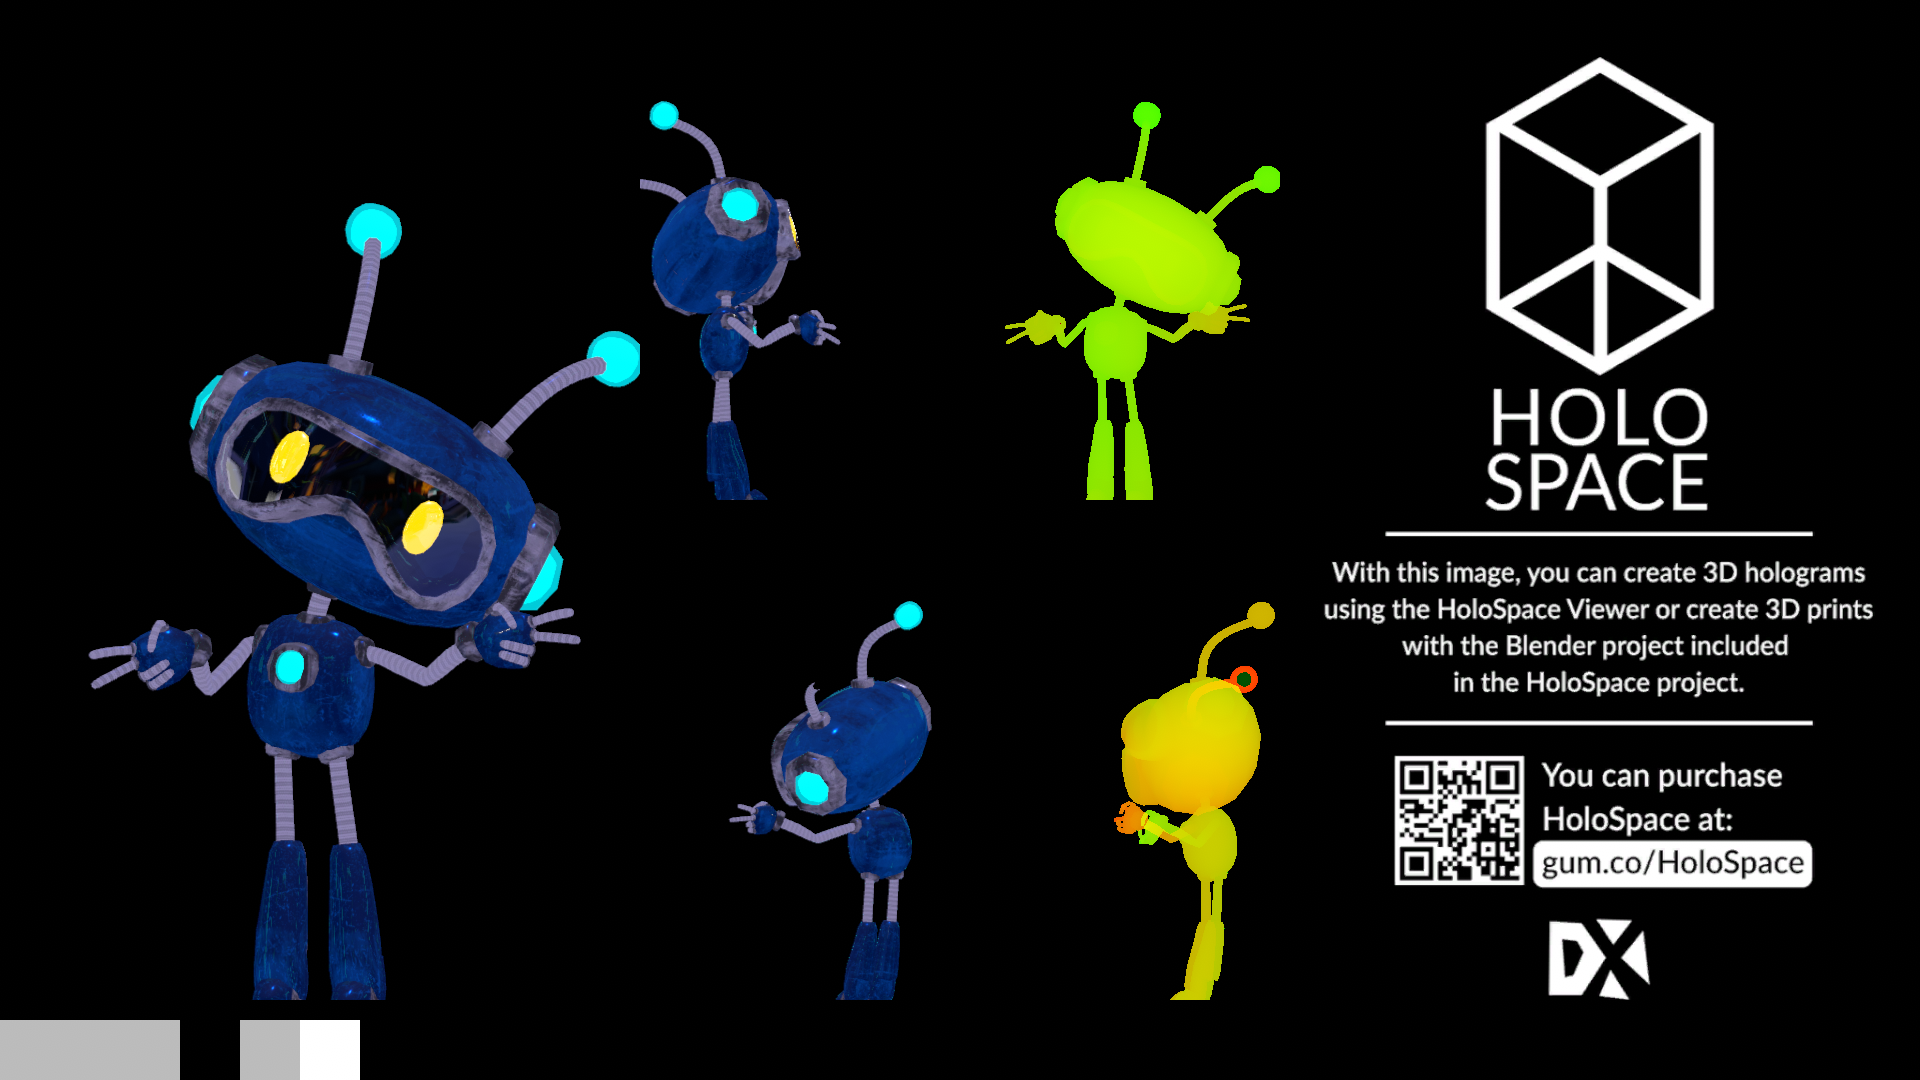 HOLO
SPACE
With this image, you can create 3D holograms
using the HoloSpace Viewer or create 3D prints
with the Blender project included
in the HoloSpace project.
You can purchase
HoloSpace at:
gum.co/HoloSpace
DX